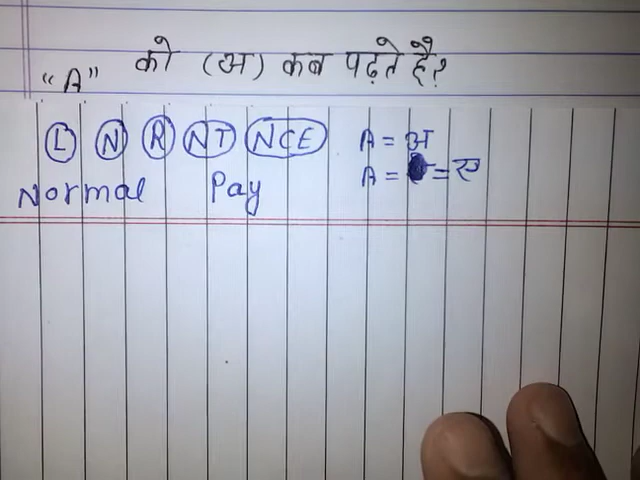 "A" को (अ) कब पढ़ते है?
L N R NT NCE A = अ
A = = ए
Normal Pay